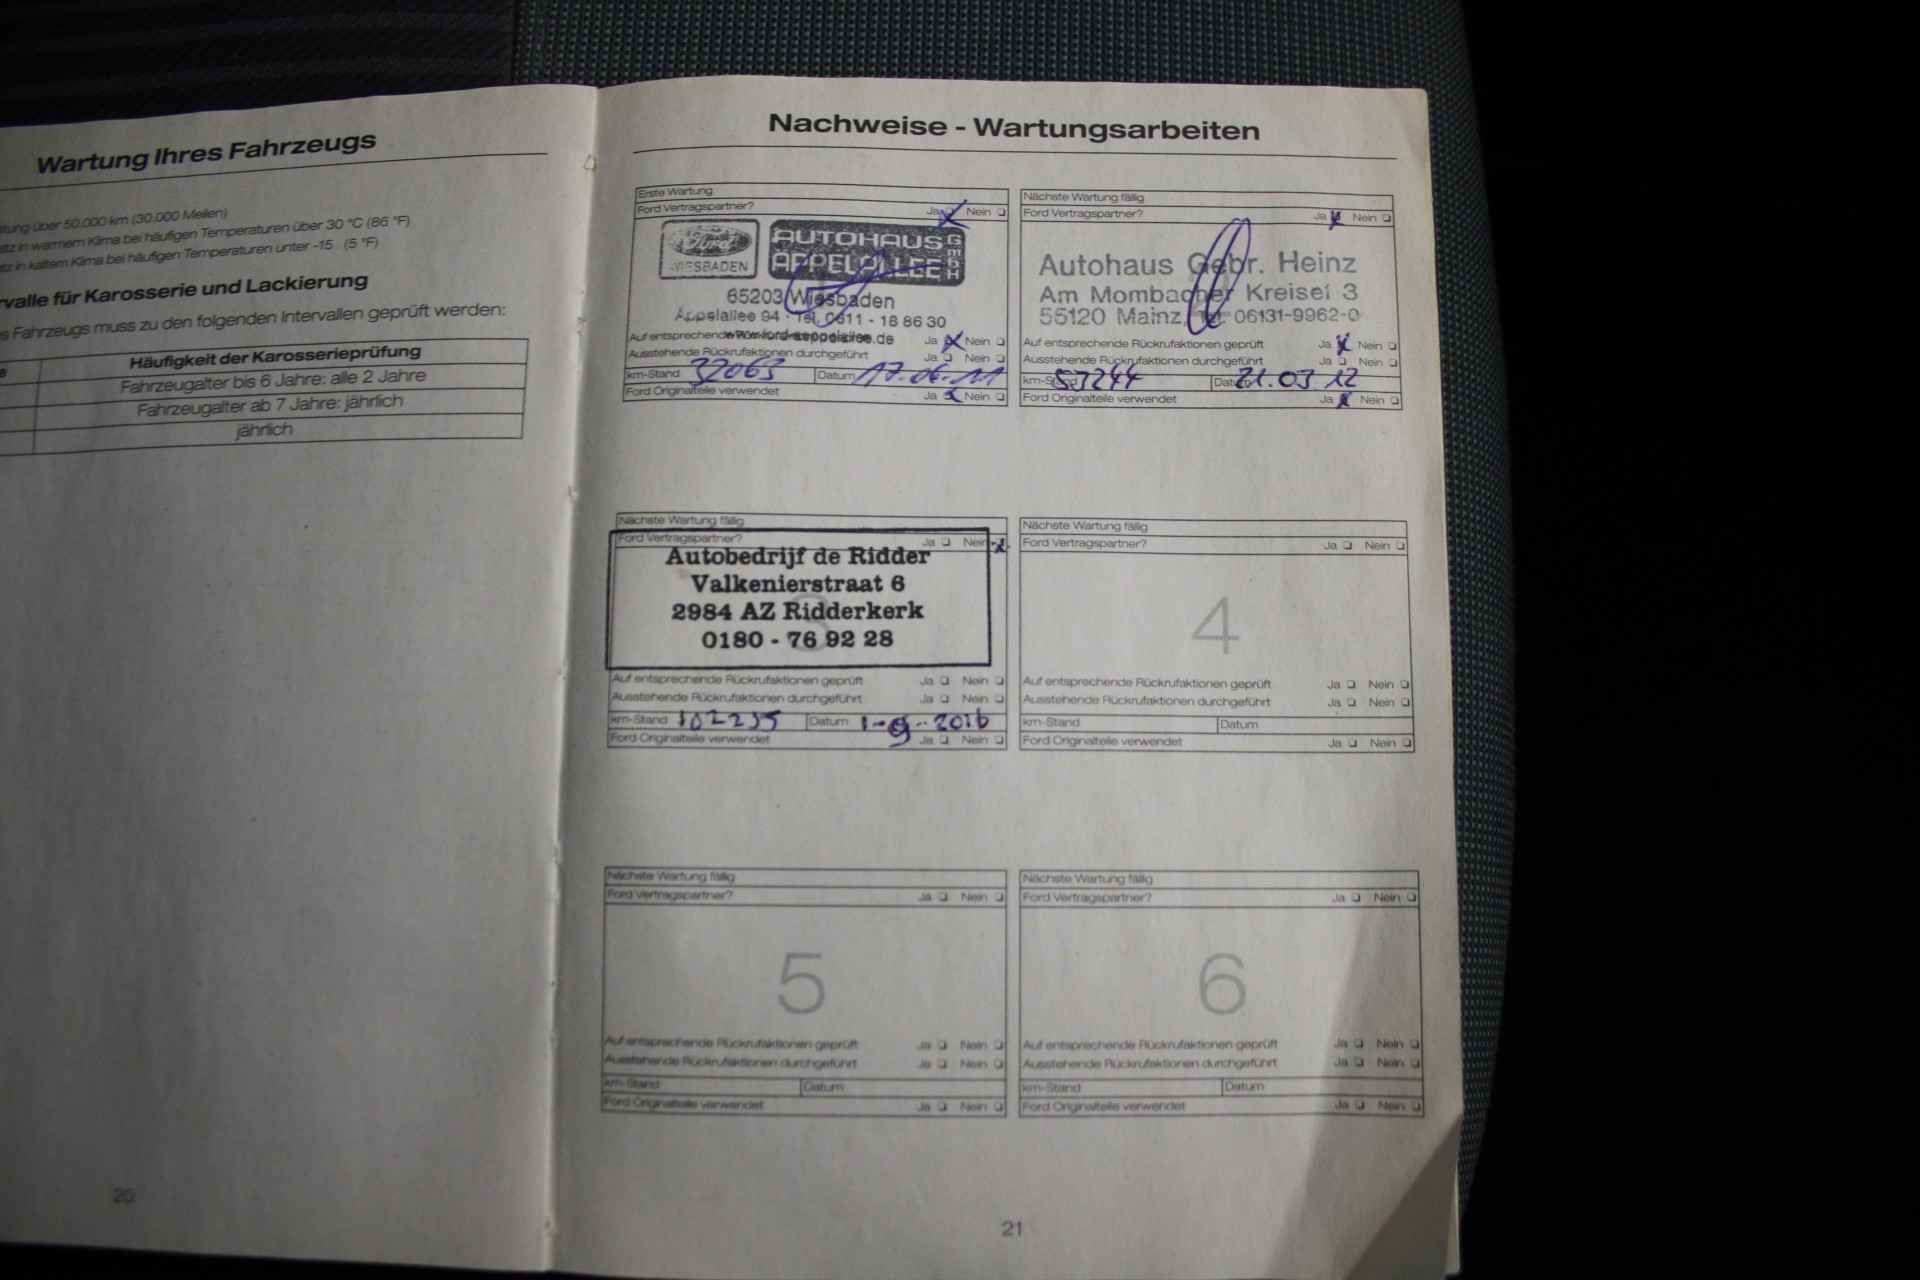 Wartung Ihres Fahrzeugs
über 50.000 km (30.000 Meilen)
in warmem Klima bei häufigen Temperaturen über 30 °C (86 °F)
in kaltem Klima bei häufigen Temperaturen unter -15 (5 °F)
für Karosserie und Lackierung
Fahrzeugs muss zu den folgenden Intervallen geprüft werden:
Häufigkeit der Karosserieprüfung
Fahrzeugalter bis 6 Jahre: alle 2 Jahre
Fahrzeugalter ab 7 Jahre: jährlich
jährlich
20
Nachweise - Wartungsarbeiten
Erste Wartung
Ford Vertragspartner? Ja Nein
Ford
WIESBADEN
AUTOHAUS
APPELALLEE GmbH
65203 Wiesbaden
Äppelallee 94 · Tel. 0611 - 18 86 30
Auf entsprechende
Ja Nein
Ausstehende Rückrufaktionen durchgeführt Ja Nein
km-Stand 32063 Datum 17.06.11
Ford Originalteile verwendet Ja Nein
Nächste Wartung fällig
Ford Vertragspartner? Ja Nein
Autohaus Gebr. Heinz
Am Mombacher Kreisel 3
55120 Mainz, Tel. 06131-9962-0
Auf entsprechende Rückrufaktionen geprüft Ja Nein
Ausstehende Rückrufaktionen durchgeführt Ja Nein
km-Stand 53244 Datum 21.03.12
Ford Originalteile verwendet Ja Nein
Nächste Wartung fällig
Ford Vertragspartner? Ja Nein
3
Autobedrijf de Ridder
Valkenierstraat 6
2984 AZ Ridderkerk
0180 - 76 92 28
Auf entsprechende Rückrufaktionen geprüft Ja Nein
Ausstehende Rückrufaktionen durchgeführt Ja Nein
km-Stand 102235 Datum 1-9-2016
Ford Originalteile verwendet Ja Nein
Nächste Wartung fällig
Ford Vertragspartner? Ja Nein
4
Auf entsprechende Rückrufaktionen geprüft Ja Nein
Ausstehende Rückrufaktionen durchgeführt Ja Nein
km-Stand Datum
Ford Originalteile verwendet Ja Nein
Nächste Wartung fällig
Ford Vertragspartner? Ja Nein
5
Auf entsprechende Rückrufaktionen geprüft Ja Nein
Ausstehende Rückrufaktionen durchgeführt Ja Nein
km-Stand Datum
Ford Originalteile verwendet Ja Nein
Nächste Wartung fällig
Ford Vertragspartner? Ja Nein
6
Auf entsprechende Rückrufaktionen geprüft Ja Nein
Ausstehende Rückrufaktionen durchgeführt Ja Nein
km-Stand Datum
Ford Originalteile verwendet Ja Nein
21